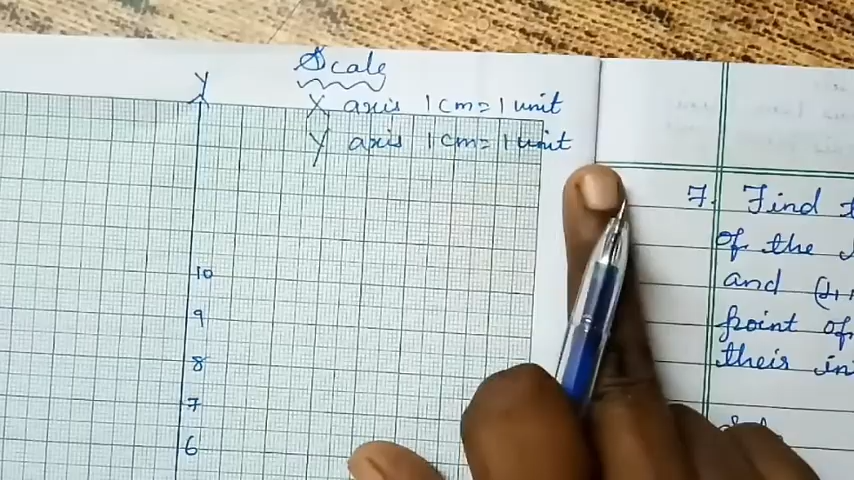 Scale
X axis 1cm = 1 unit
Y axis 1cm = 1 unit
Y
10
9
8
7
6
7. Find
of the
and
point of
their